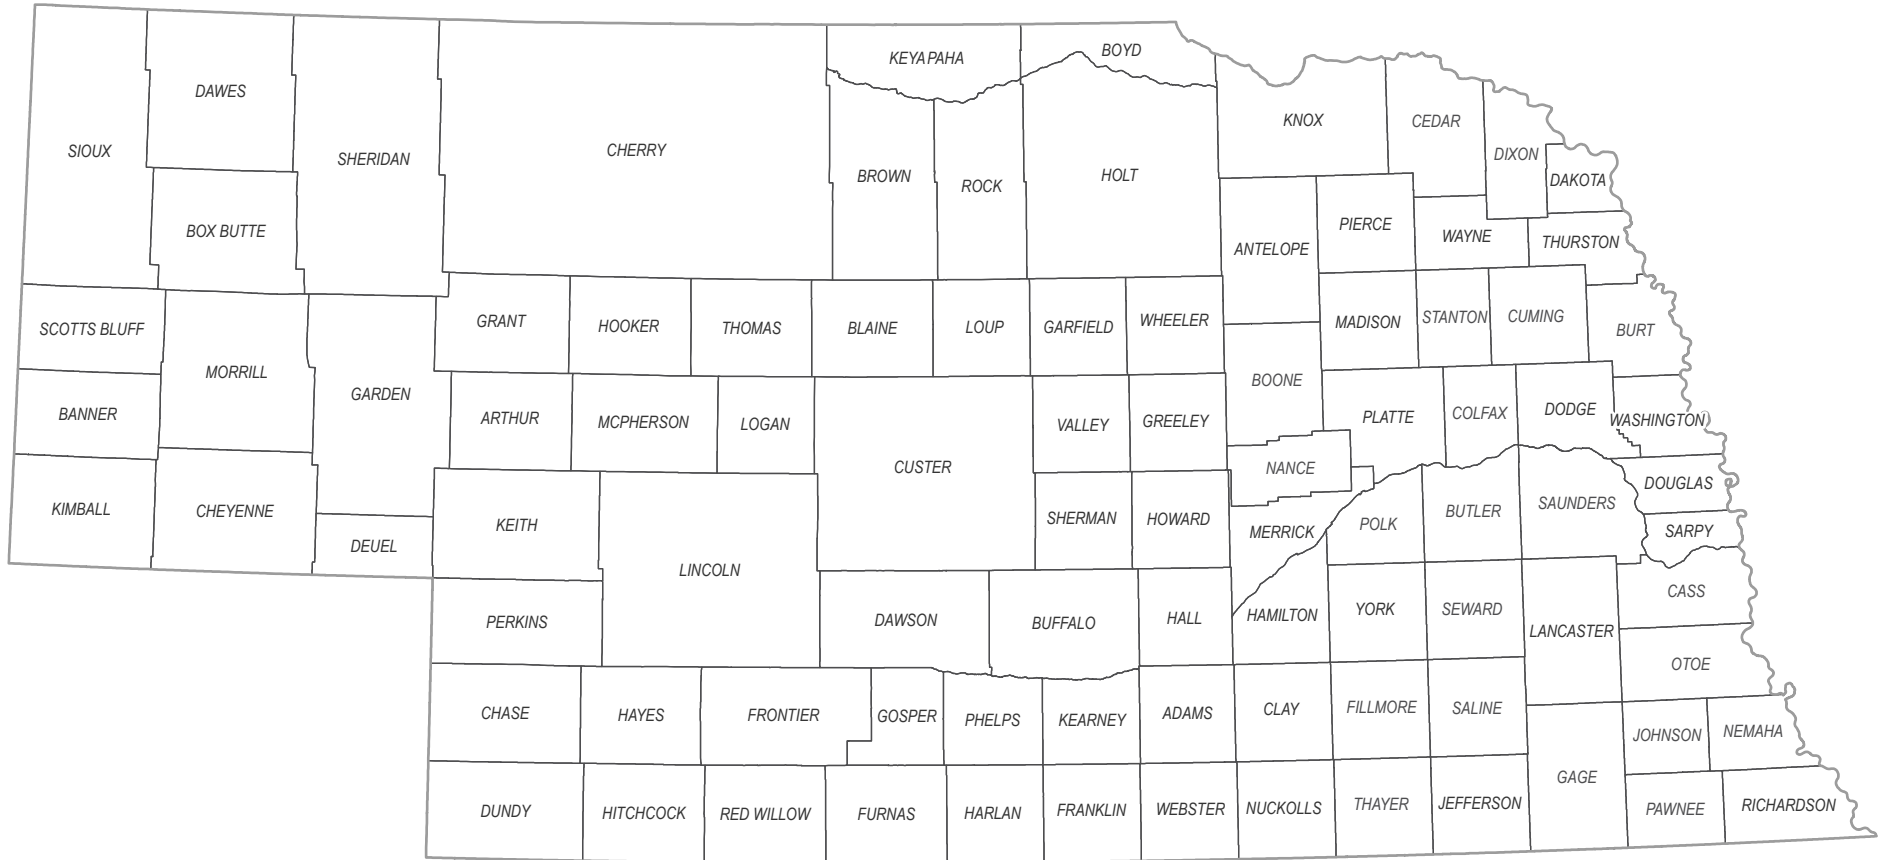 KEYAPAHA
BOYD
DAWES
KNOX
CEDAR
SIOUX
SHERIDAN
CHERRY
DIXON
BROWN
ROCK
HOLT
DAKOTA
BOX BUTTE
PIERCE
WAYNE
THURSTON
ANTELOPE
SCOTTS BLUFF
GRANT
HOOKER
THOMAS
BLAINE
LOUP
GARFIELD
WHEELER
MADISON
STANTON
CUMING
BURT
MORRILL
BANNER
GARDEN
BOONE
ARTHUR
MCPHERSON
LOGAN
VALLEY
GREELEY
PLATTE
COLFAX
DODGE
WASHINGTON
CUSTER
NANCE
KIMBALL
CHEYENNE
KEITH
SHERMAN
HOWARD
MERRICK
POLK
BUTLER
SAUNDERS
DOUGLAS
SARPY
DEUEL
LINCOLN
CASS
PERKINS
DAWSON
BUFFALO
HALL
HAMILTON
YORK
SEWARD
LANCASTER
OTOE
CHASE
HAYES
FRONTIER
GOSPER
PHELPS
KEARNEY
ADAMS
CLAY
FILLMORE
SALINE
JOHNSON
NEMAHA
GAGE
DUNDY
HITCHCOCK
RED WILLOW
FURNAS
HARLAN
FRANKLIN
WEBSTER
NUCKOLLS
THAYER
JEFFERSON
PAWNEE
RICHARDSON